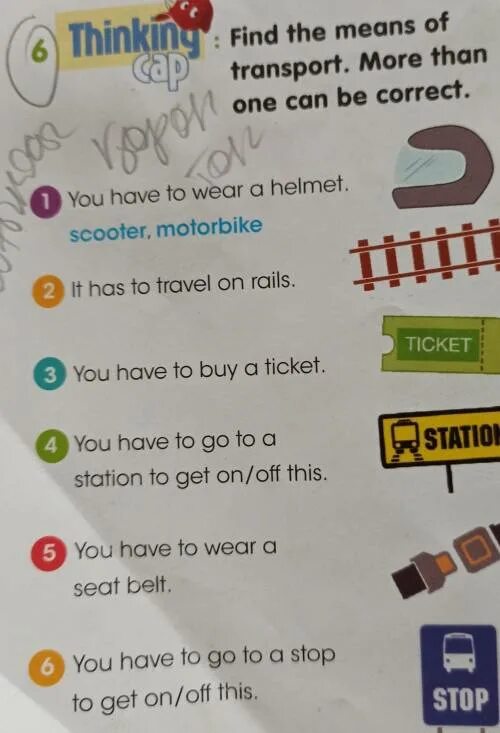 6 Thinking Cap : Find the means of
transport. More than
one can be correct.
1 You have to wear a helmet.
scooter, motorbike
2 It has to travel on rails.
3 You have to buy a ticket.
TICKET
4 You have to go to a
station to get on/off this.
STATION
5 You have to wear a
seat belt.
6 You have to go to a stop
to get on/off this.
STOP